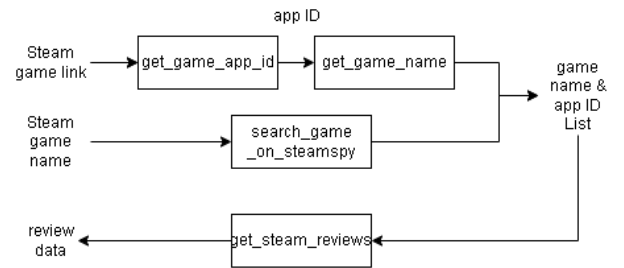 app ID
Steam
game link
get_game_app_id
get_game_name
game
name &
app ID
List
Steam
game
name
search_game
_on_steamspy
review
data
get_steam_reviews